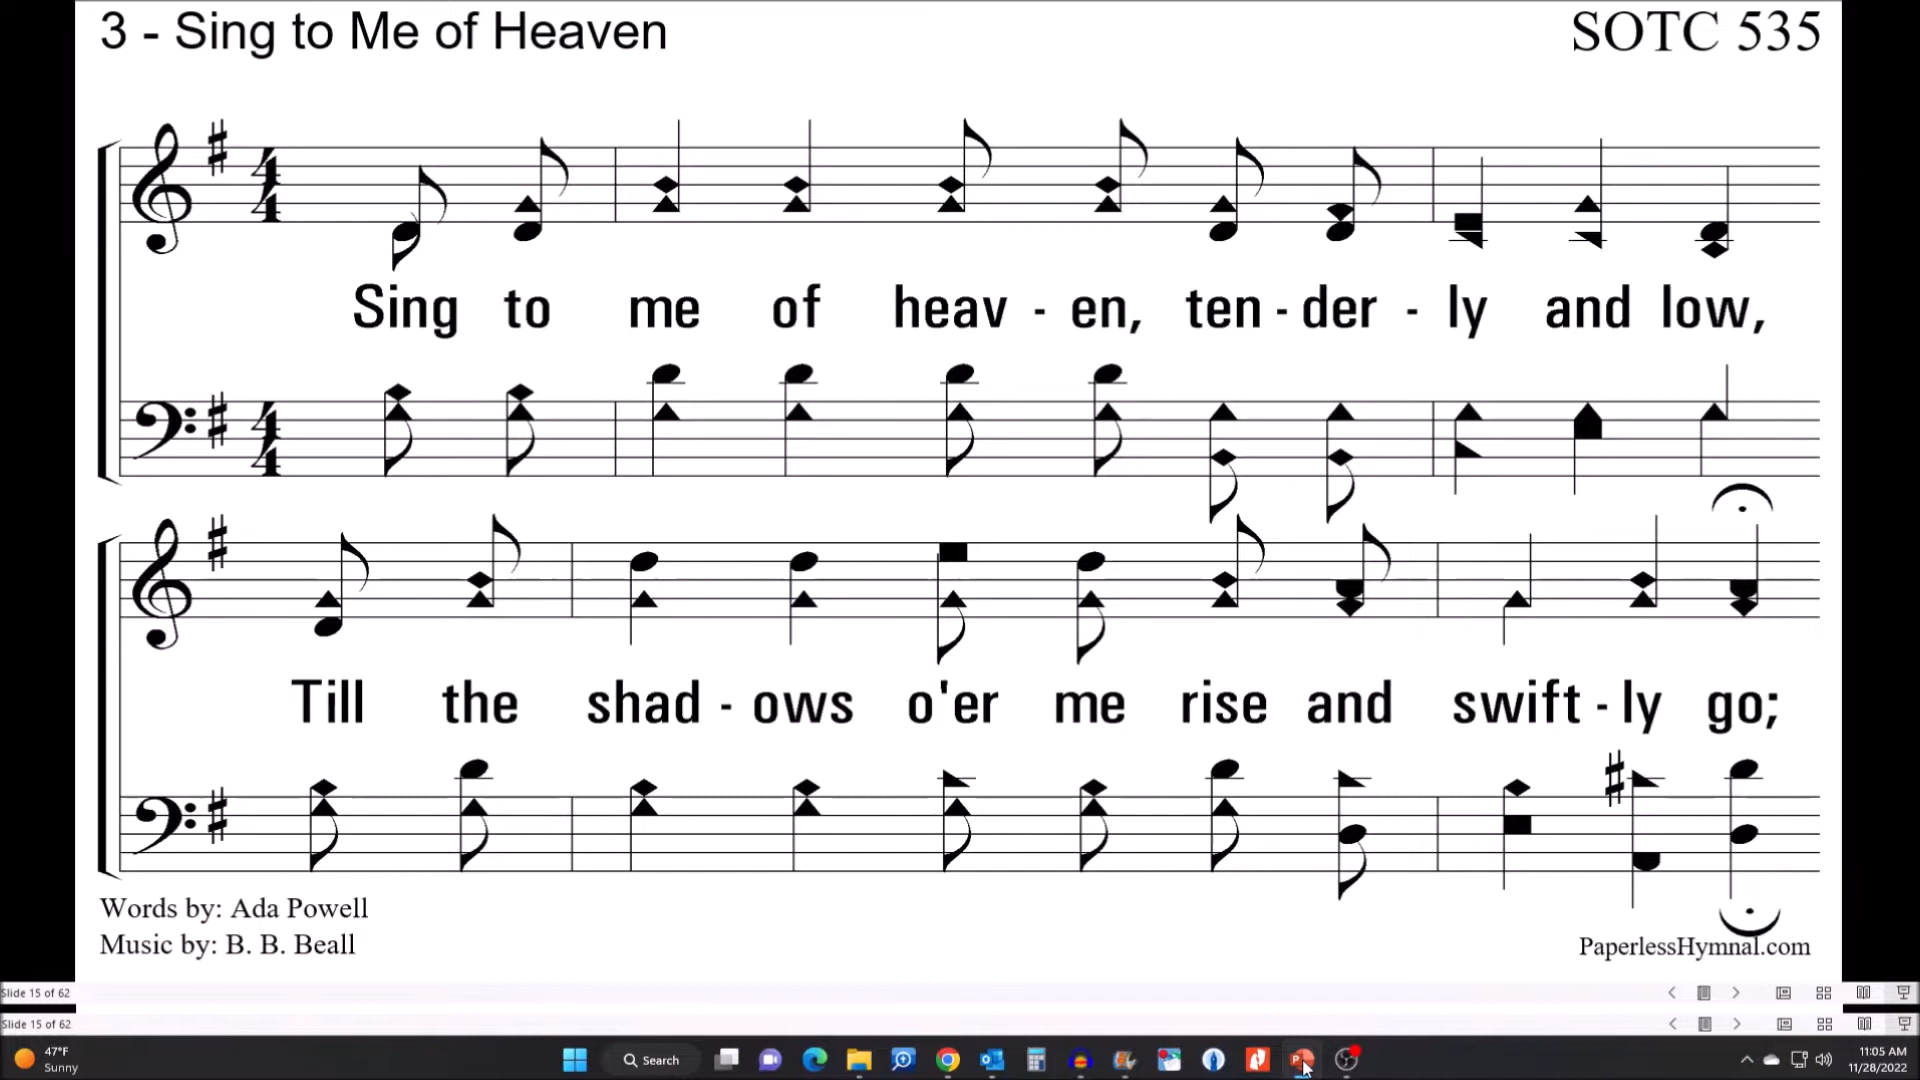 3 - Sing to Me of Heaven
SOTC 535
Sing to me of heav - en, ten - der - ly and low,
Till the shad - ows o'er me rise and swift - ly go;
Words by: Ada Powell
Music by: B. B. Beall
PaperlessHymnal.com
Slide 15 of 62
Slide 15 of 62
47°F
Sunny
Search
11:05 AM
11/28/2022